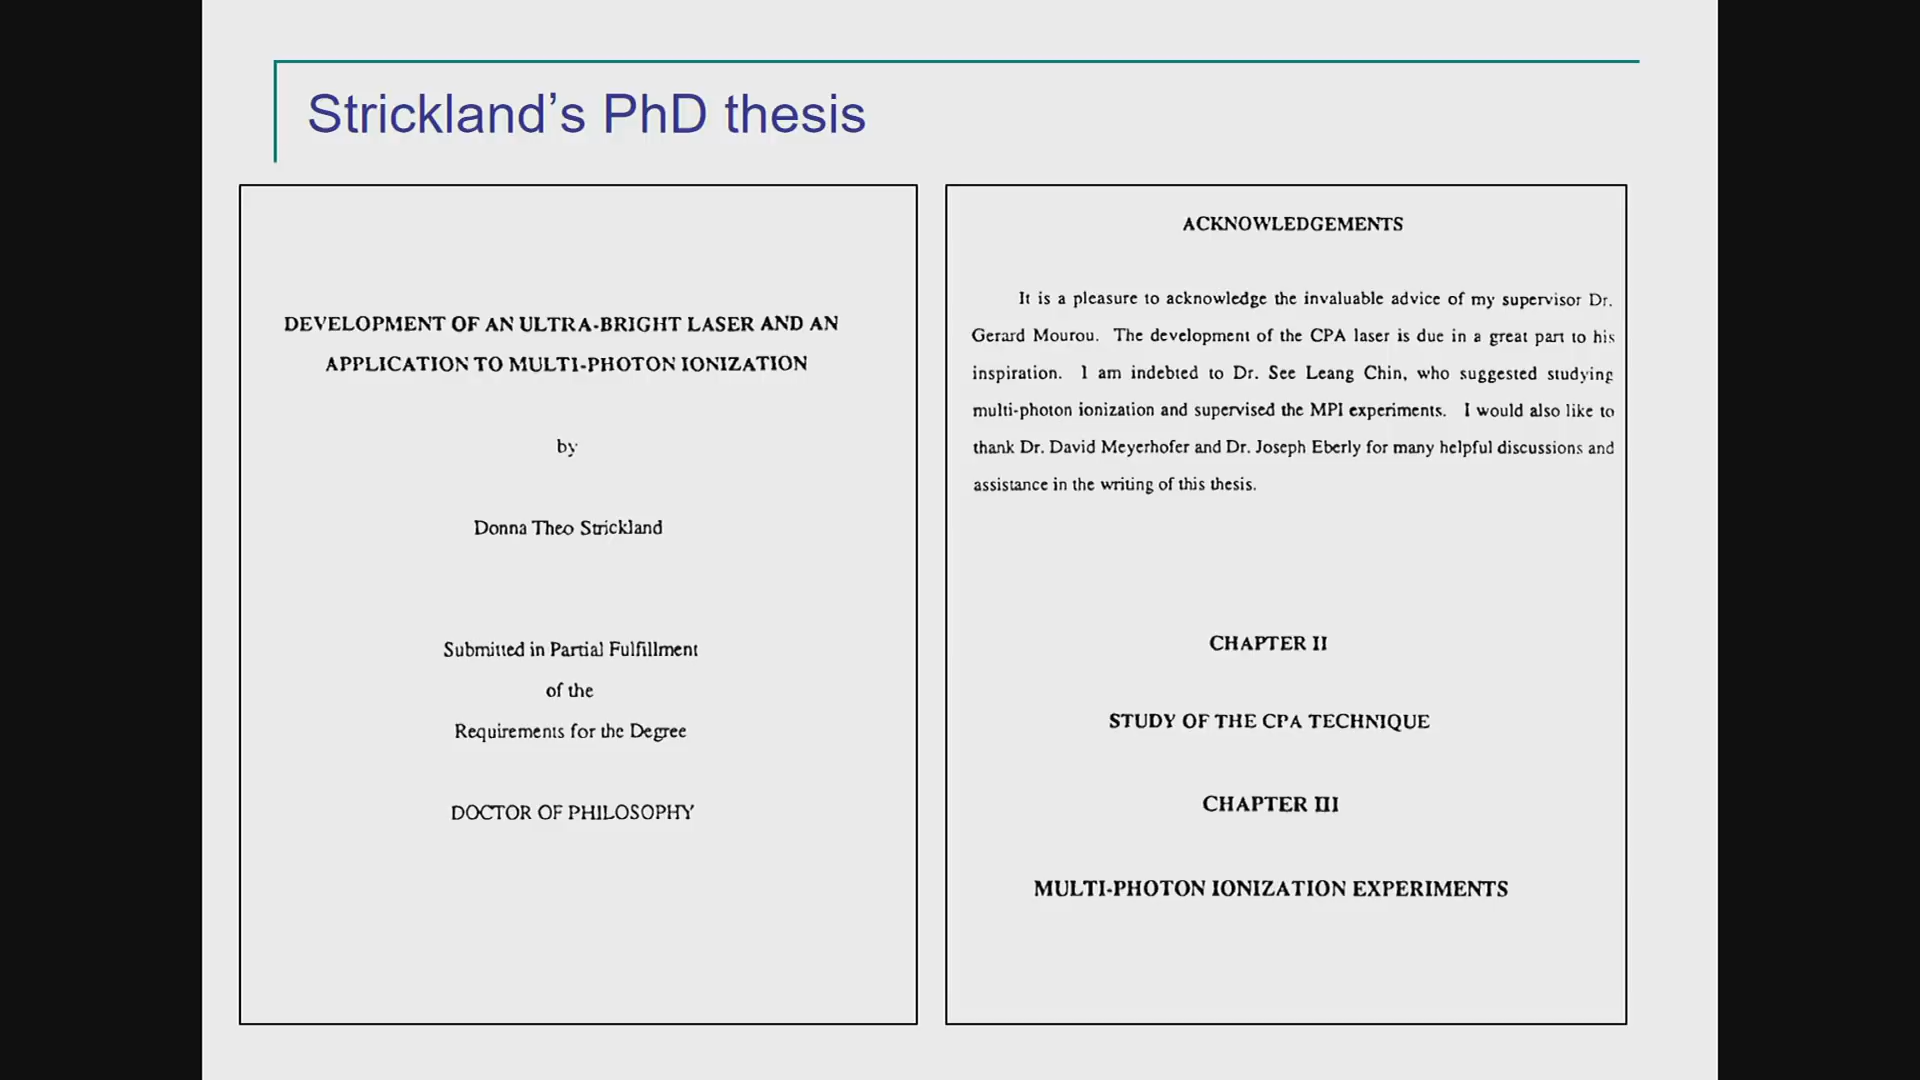 Strickland’s PhD thesis
DEVELOPMENT OF AN ULTRA-BRIGHT LASER AND AN
APPLICATION TO MULTI-PHOTON IONIZATION
by
Donna Theo Strickland
Submitted in Partial Fulfillment
of the
Requirements for the Degree
DOCTOR OF PHILOSOPHY
ACKNOWLEDGEMENTS
It is a pleasure to acknowledge the invaluable advice of my supervisor Dr.
Gerard Mourou. The development of the CPA laser is due in a great part to his
inspiration. I am indebted to Dr. See Leang Chin, who suggested studying
multi-photon ionization and supervised the MPI experiments. I would also like to
thank Dr. David Meyerhofer and Dr. Joseph Eberly for many helpful discussions and
assistance in the writing of this thesis.
CHAPTER II
STUDY OF THE CPA TECHNIQUE
CHAPTER III
MULTI-PHOTON IONIZATION EXPERIMENTS